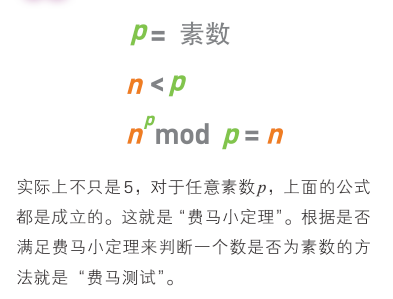 p = 素数
n < p
n^p mod p = n
实际上不只是5，对于任意素数p，上面的公式
都是成立的。这就是“费马小定理”。根据是否
满足费马小定理来判断一个数是否为素数的方
法就是“费马测试”。